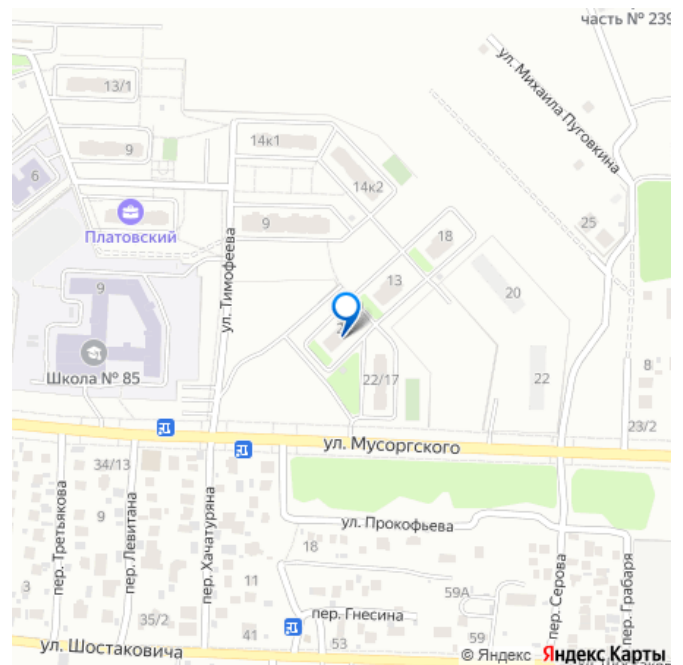 часть № 239
ул. Михаила Пуговкина
13/1
14к1
9
14к2
6
Платовский
9
ул. Тимофеева
18
25
13
20
9
Школа № 85
22/17
22
8
23/2
ул. Мусоргского
34/13
пер. Третьякова
пер. Левитана
пер. Хачатуряна
9
ул. Прокофьева
18
11
3
59А
пер. Серова
пер. Грабаря
пер. Гнесина
35/2
41
53
59
ул. Шостаковича
© Яндекс Яндекс Карты